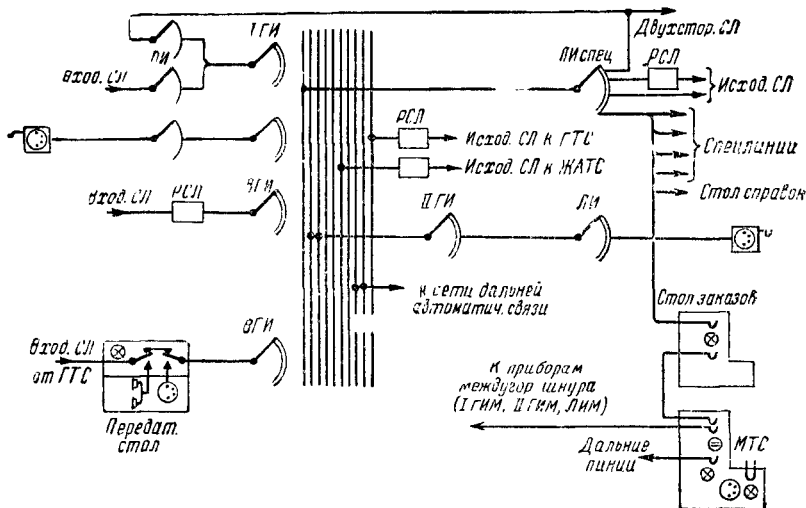 Двухстор. СЛ
ПИ
I ГИ
Вход. СЛ
ПИ СПЕЦ
РСЛ
Исход. СЛ
РСЛ
Исход. СЛ к ГТС
Спецлинии
Исход. СЛ к ЖАТС
Стол справок
Вход. СЛ
РСЛ
ВГИ
II ГИ
ЛИ
к сети дальней
автоматич. связи
Стол заказов
Вход. СЛ
от ГТС
ВГИ
Передат.
стол
К приборам
междугор шнура
(I ГИМ, II ГИМ, ЛИМ)
Дальние
линии
МТС